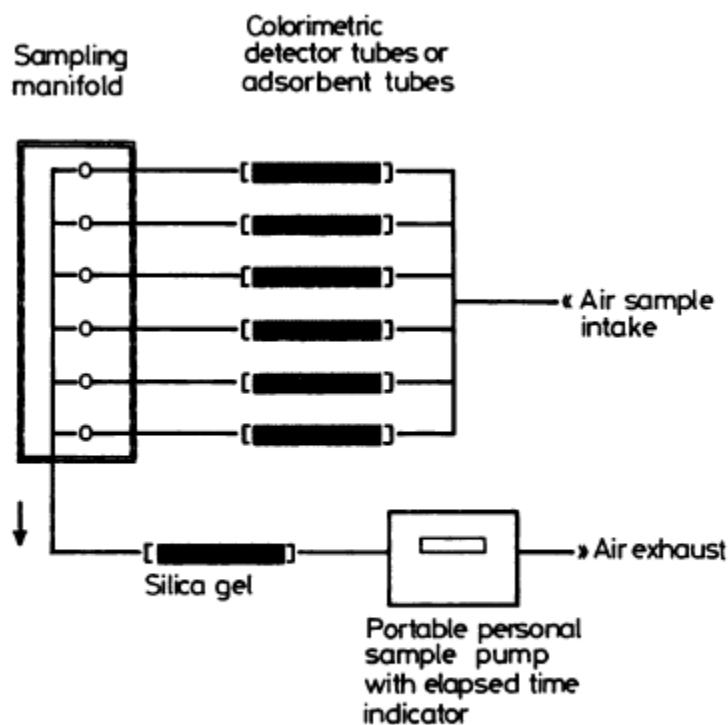 Sampling
manifold
Colorimetric
detector tubes or
adsorbent tubes
« Air sample
intake
Silica gel
» Air exhaust
Portable personal
sample pump
with elapsed time
indicator